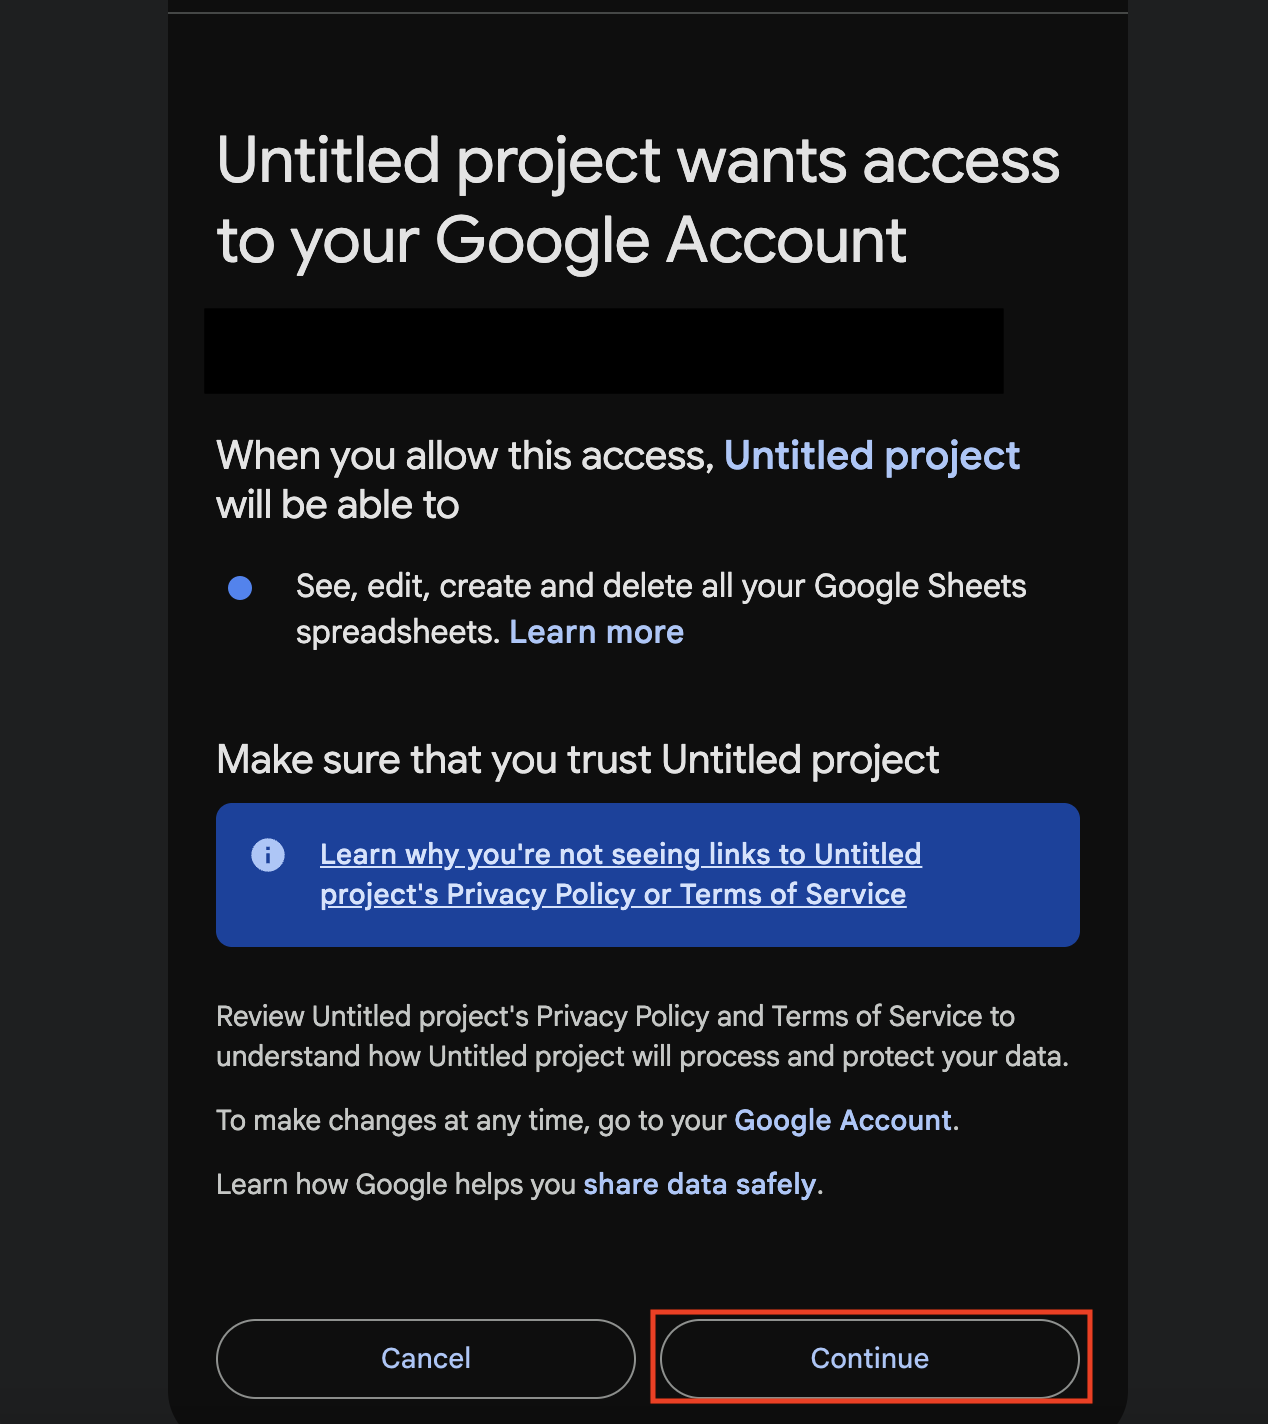 Untitled project wants access
to your Google Account
When you allow this access, Untitled project
will be able to
See, edit, create and delete all your Google Sheets
spreadsheets. Learn more
Make sure that you trust Untitled project
Learn why you're not seeing links to Untitled
project's Privacy Policy or Terms of Service
Review Untitled project's Privacy Policy and Terms of Service to
understand how Untitled project will process and protect your data.
To make changes at any time, go to your Google Account.
Learn how Google helps you share data safely.
Cancel
Continue